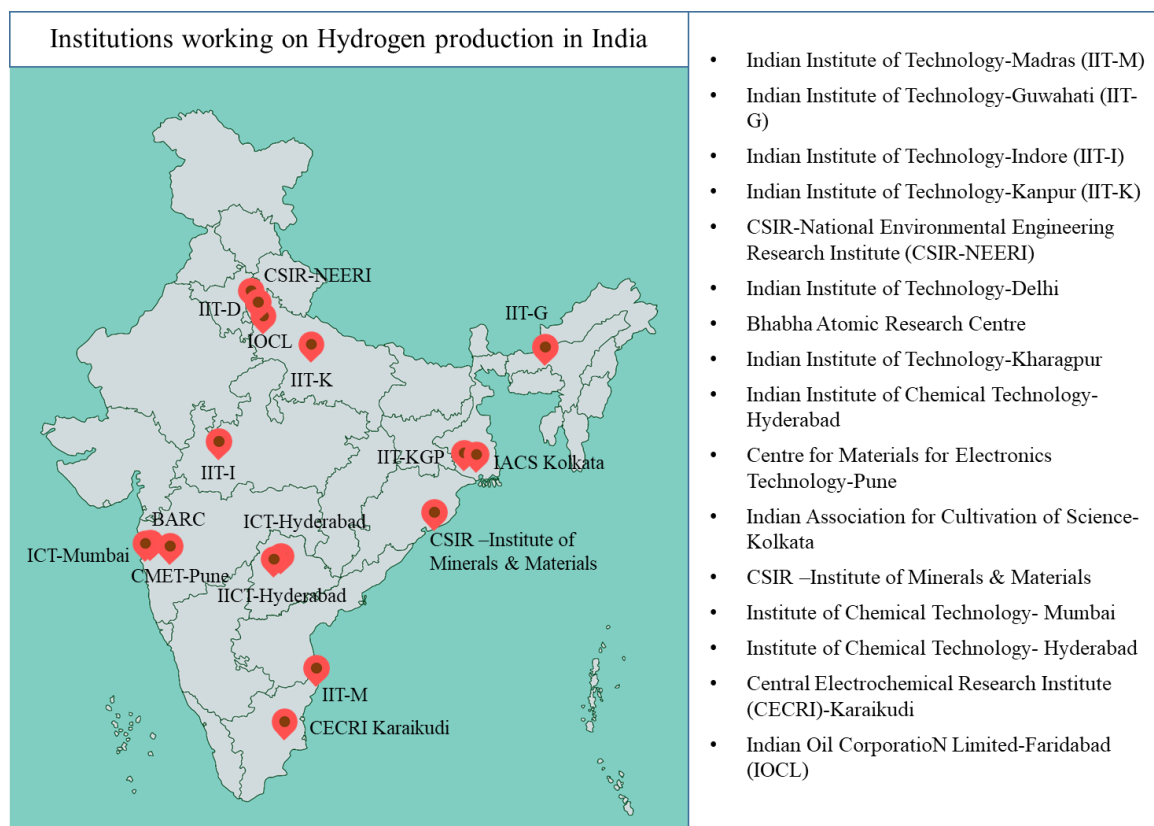 Institutions working on Hydrogen production in India
CSIR-NEERI
IIT-D
IOCL
IIT-K
IIT-G
IIT-I
IIT-KGP
IACS Kolkata
BARC
ICT-Hyderabad
CSIR –Institute of
Minerals & Materials
ICT-Mumbai
CMET-Pune
IICT-Hyderabad
IIT-M
CECRI Karaikudi
• Indian Institute of Technology-Madras (IIT-M)
• Indian Institute of Technology-Guwahati (IIT-
G)
• Indian Institute of Technology-Indore (IIT-I)
• Indian Institute of Technology-Kanpur (IIT-K)
• CSIR-National Environmental Engineering
Research Institute (CSIR-NEERI)
• Indian Institute of Technology-Delhi
• Bhabha Atomic Research Centre
• Indian Institute of Technology-Kharagpur
• Indian Institute of Chemical Technology-
Hyderabad
• Centre for Materials for Electronics
Technology-Pune
• Indian Association for Cultivation of Science-
Kolkata
• CSIR –Institute of Minerals & Materials
• Institute of Chemical Technology- Mumbai
• Institute of Chemical Technology- Hyderabad
• Central Electrochemical Research Institute
(CECRI)-Karaikudi
• Indian Oil CorporatioN Limited-Faridabad
(IOCL)